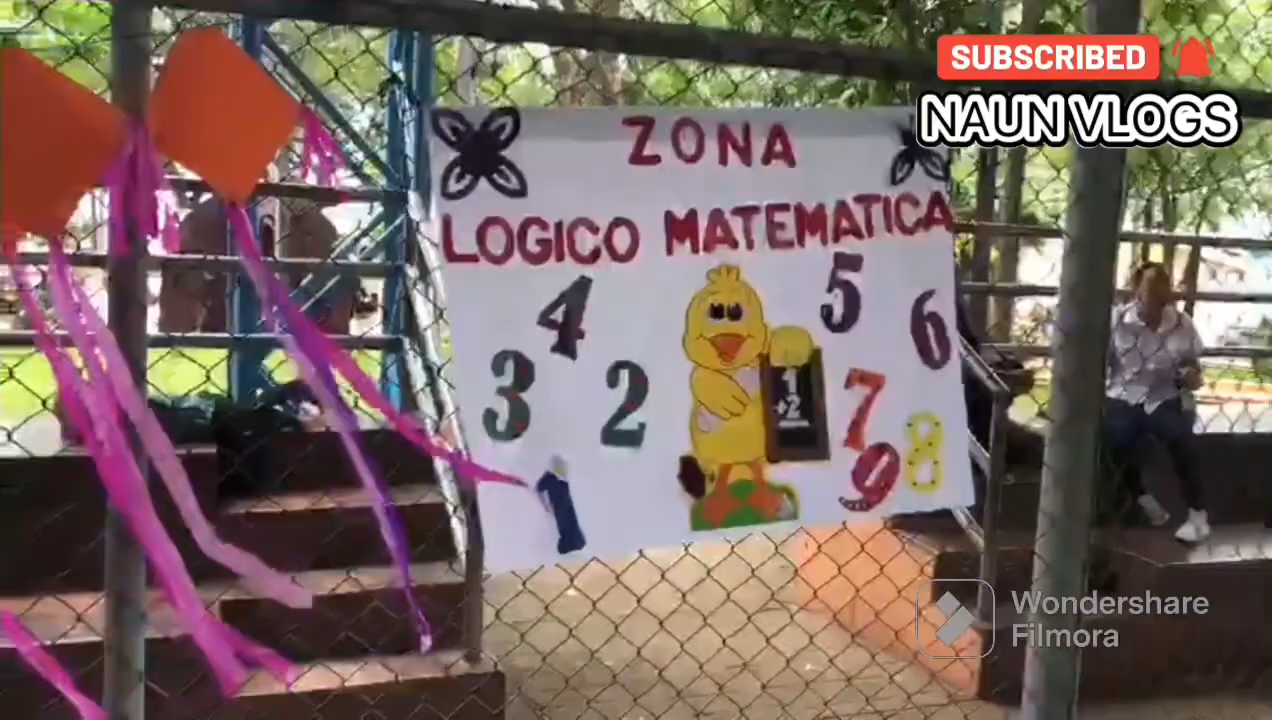 SUBSCRIBED
NAUN VLOGS
ZONA
LOGICO MATEMATICA
4
5
6
3
2
1
+2
7
8
9
1
Wondershare
Filmora